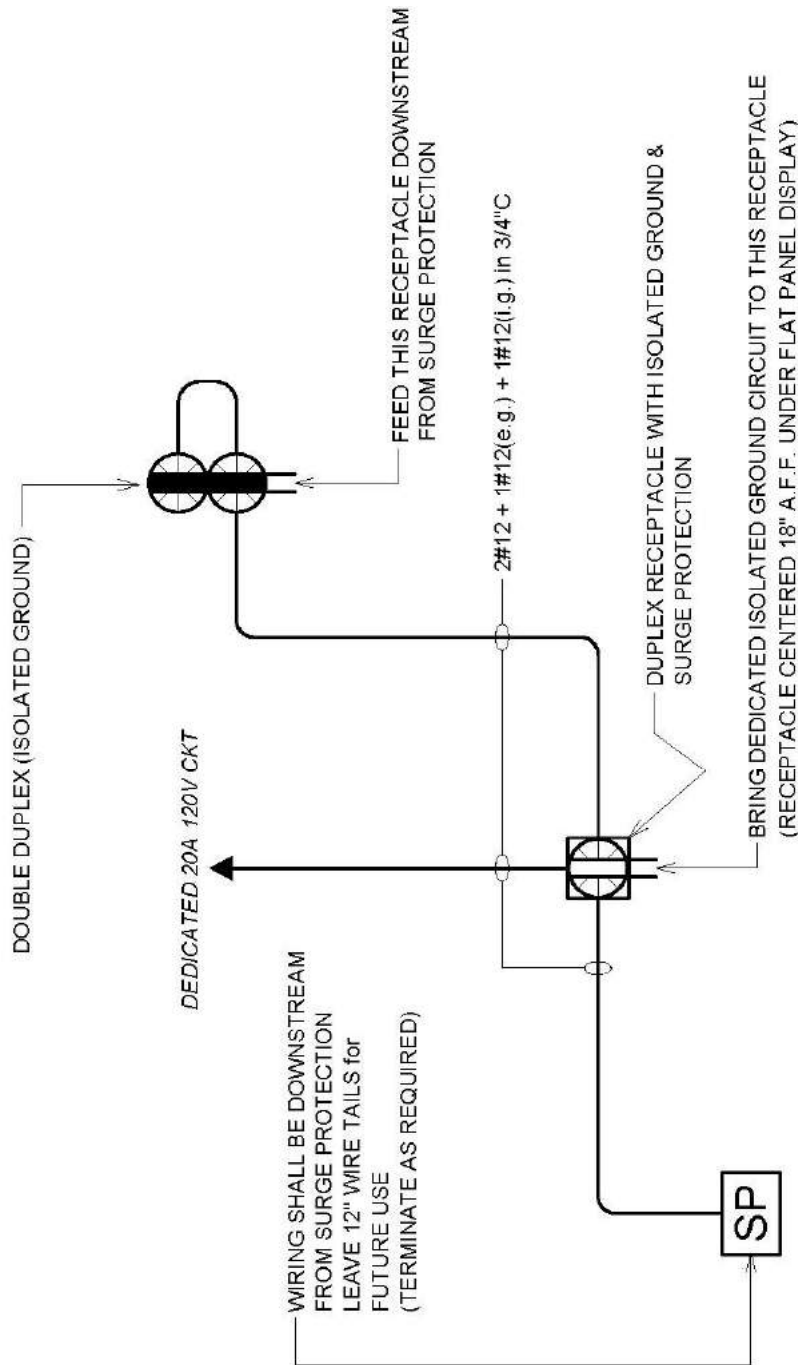 DOUBLE DUPLEX (ISOLATED GROUND)
DEDICATED 20A 120V CKT
FEED THIS RECEPTACLE DOWNSTREAM
FROM SURGE PROTECTION
WIRING SHALL BE DOWNSTREAM
FROM SURGE PROTECTION
LEAVE 12" WIRE TAILS for
FUTURE USE
(TERMINATE AS REQUIRED)
2#12 + 1#12(e.g.) + 1#12(i.g.) in 3/4"C
DUPLEX RECEPTACLE WITH ISOLATED GROUND &
SURGE PROTECTION
SP
BRING DEDICATED ISOLATED GROUND CIRCUIT TO THIS RECEPTACLE
(RECEPTACLE CENTERED 18" A.F.F. UNDER FLAT PANEL DISPLAY)